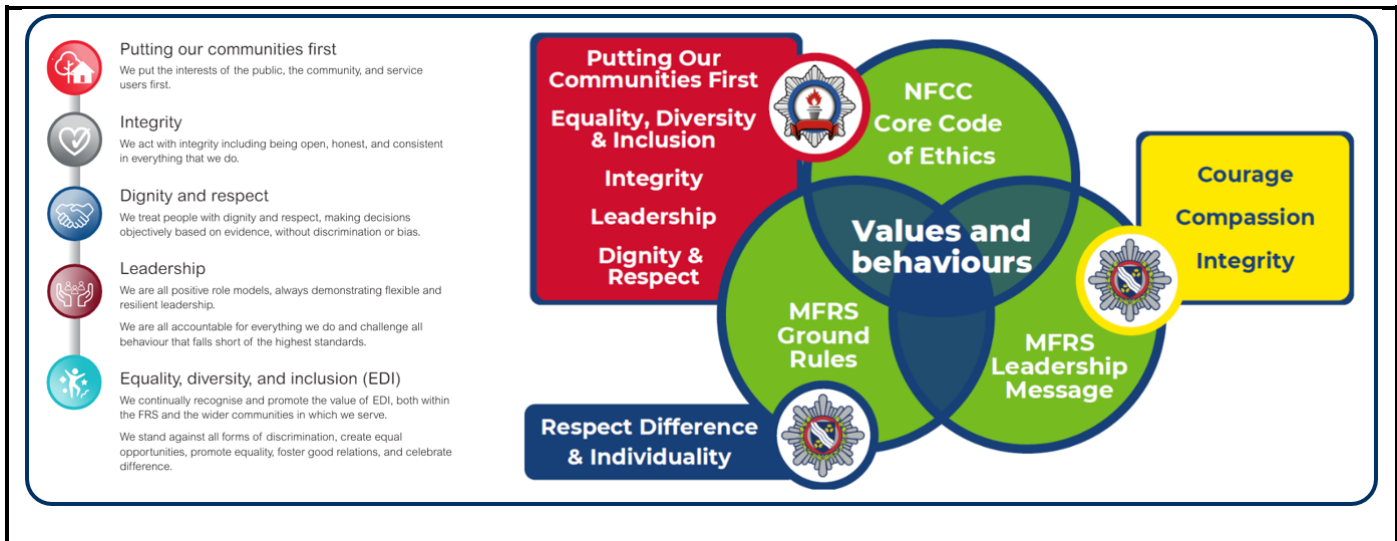 Putting our communities first
We put the interests of the public, the community, and service
users first.
Integrity
We act with integrity including being open, honest, and consistent
in everything that we do.
Dignity and respect
We treat people with dignity and respect, making decisions
objectively based on evidence, without discrimination or bias.
Leadership
We are all positive role models, always demonstrating flexible and
resilient leadership.
We are all accountable for everything we do and challenge all
behaviour that falls short of the highest standards.
Equality, diversity, and inclusion (EDI)
We continually recognise and promote the value of EDI, both within
the FRS and the wider communities in which we serve.
We stand against all forms of discrimination, create equal
opportunities, promote equality, foster good relations, and celebrate
difference.
Putting Our
Communities First
Equality, Diversity
& Inclusion
Integrity
Leadership
Dignity &
Respect
NFCC
Core Code
of Ethics
Values and
behaviours
MFRS
Ground
Rules
MFRS
Leadership
Message
Courage
Compassion
Integrity
Respect Difference
& Individuality